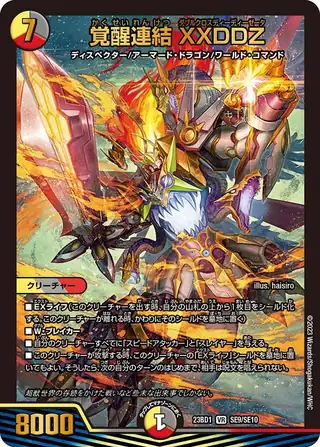 7
かくせいれんけつ ダブルクロスディーディーゼータ
覚醒連結 XXDDZ
ディスペクター/アーマード・ドラゴン/ワールド・コマンド
クリーチャー
illus. haisiro
■EXライフ(このクリーチャーを出す時、自分の山札の上から1枚をシールド化
する。このクリーチャーが離れる時、かわりにそのシールドを墓地に置く)
■W・ブレイカー
■自分のクリーチャーすべてに「スピードアタッカー」と「スレイヤー」を与える。
■このクリーチャーが攻撃する時、このクリーチャーのEXライフシールドを墓地に置い
てもよい。そうしたら、次の自分のターンのはじめまで、相手は呪文を唱えられない。
超獣世界の存亡をかけた戦いなど些末な出来事でしかない。
8000
1
23BD1 VR SE9/SE10
©2023 Wizards/Shogakukan/WHC